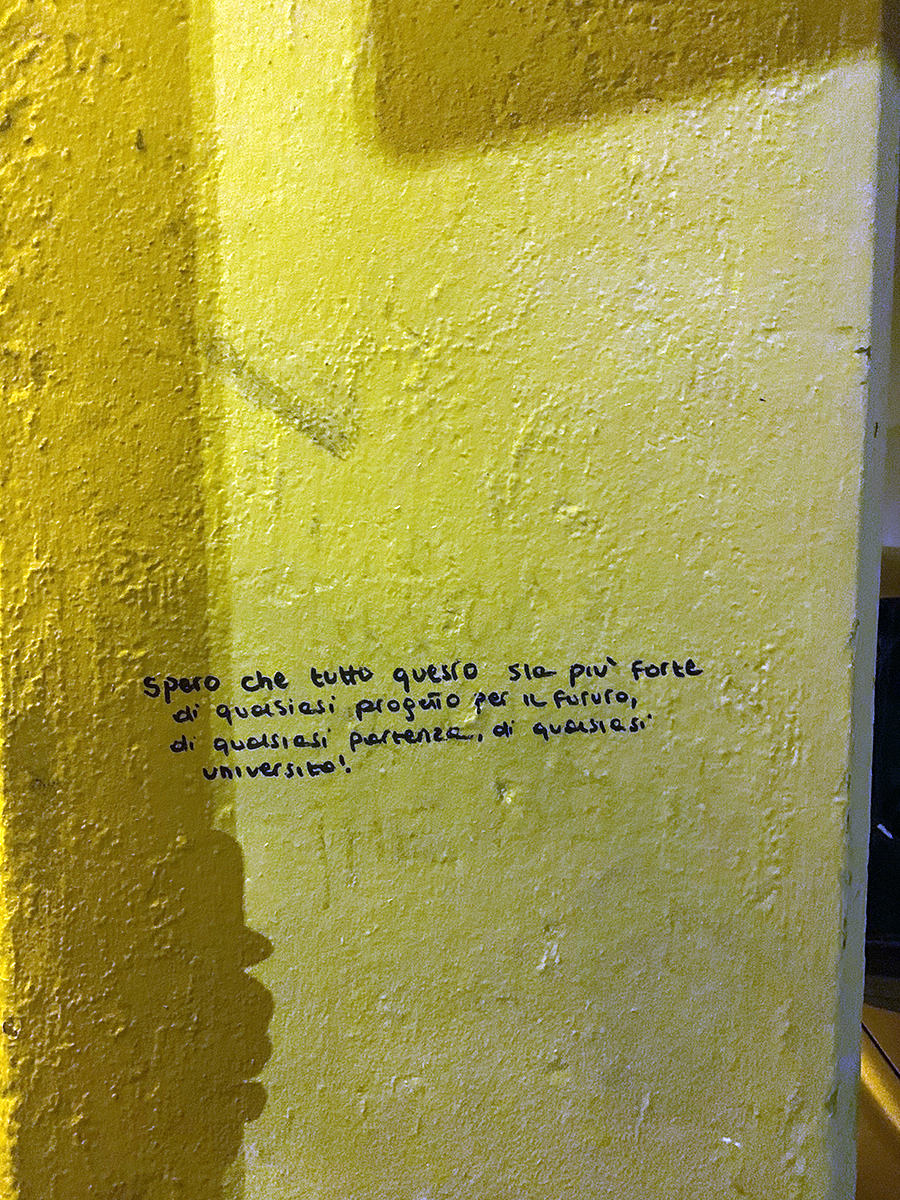 Spero che tutto questo sia più forte
di qualsiasi progetto per il futuro,
di qualsiasi partenza, di qualsiasi
università!